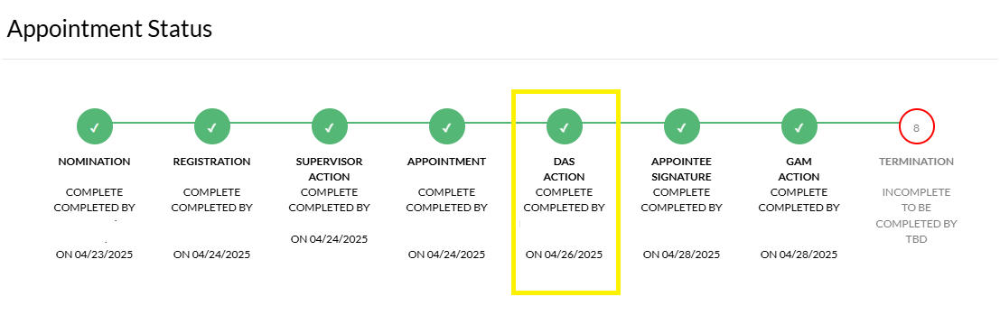 Appointment Status
8
NOMINATION
COMPLETE
COMPLETED BY
ON 04/23/2025
REGISTRATION
COMPLETE
COMPLETED BY
ON 04/24/2025
SUPERVISOR
ACTION
COMPLETE
COMPLETED BY
ON 04/24/2025
APPOINTMENT
COMPLETE
COMPLETED BY
ON 04/24/2025
DAS
ACTION
COMPLETE
COMPLETED BY
ON 04/26/2025
APPOINTEE
SIGNATURE
COMPLETE
COMPLETED BY
ON 04/28/2025
GAM
ACTION
COMPLETE
COMPLETED BY
ON 04/28/2025
TERMINATION
INCOMPLETE
TO BE
COMPLETED BY
TBD